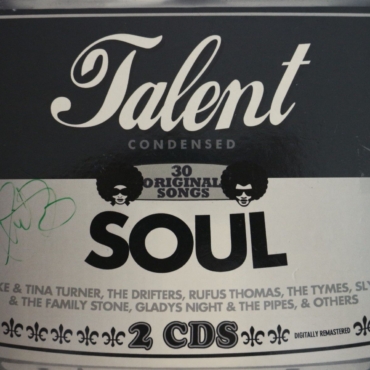 Talent
CONDENSED
30
ORIGINAL
SONGS
SOUL
KE & TINA TURNER, THE DRIFTERS, RUFUS THOMAS, THE TYMES, SLY
& THE FAMILY STONE, GLADYS NIGHT & THE PIPES, & OTHERS
2 CDS
DIGITALLY REMASTERED